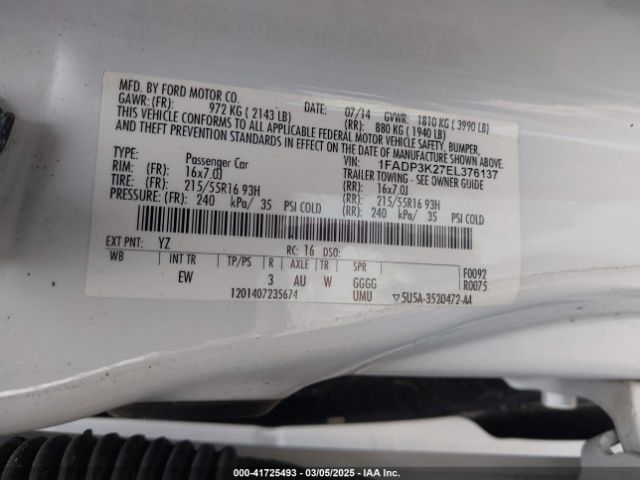 MFD. BY FORD MOTOR CO.
DATE: 07/14 GVWR: 1810 KG ( 3990 LB)
GAWR: (FR): 972 KG ( 2143 LB) (RR): 880 KG ( 1940 LB)
THIS VEHICLE CONFORMS TO ALL APPLICABLE FEDERAL MOTOR VEHICLE SAFETY, BUMPER,
AND THEFT PREVENTION STANDARDS IN EFFECT ON THE DATE OF MANUFACTURE SHOWN ABOVE.
VIN: 1FADP3K27EL376137
TYPE: Passenger Car TRAILER TOWING - SEE OWNER GUIDE
RIM: (FR): 16x7.0J (RR): 16x7.0J
TIRE: (FR): 215/55R16 93H (RR): 215/55R16 93H
PRESSURE: (FR): 240 kPa/ 35 PSI COLD (RR): 240 kPa/ 35 PSI COLD
EXT PNT: YZ RC: 16 DSO: F0092
WB INT TR TP/PS R AXLE TR SPR R0075
EW 3 AU W GGGG
1201407235674 UMU ▽5U5A-3520472-AA
000-41725493 - 03/05/2025 - IAA Inc.